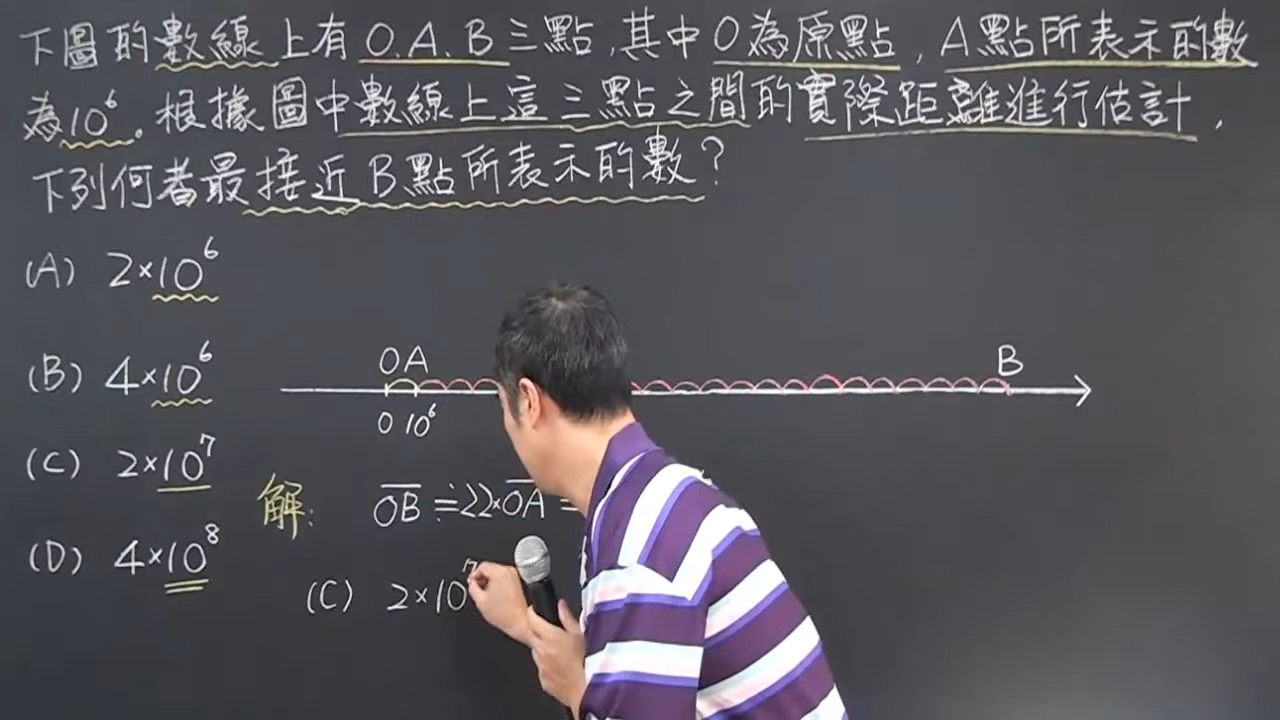 下圖的數線上有O.A.B三點,其中O為原點,A點所表示的數
為10⁶。根據圖中數線上這三點之間的實際距離進行估計,
下列何者最接近B點所表示的數?
(A) 2×10⁶
(B) 4×10⁶
(C) 2×10⁷
(D) 4×10⁸
O A B
0 10⁶
解: OB≑22×OA =
(C) 2×10⁷